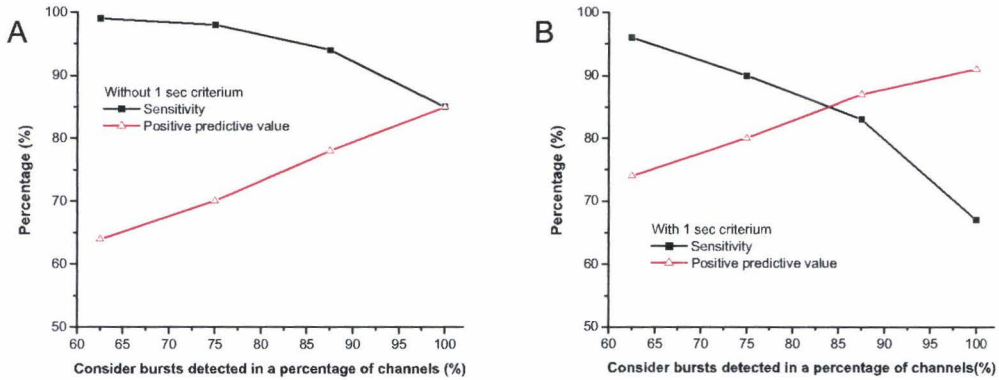 A
Percentage (%)
100
90
80
70
60
50
Without 1 sec criterium
Sensitivity
Positive predictive value
60 65 70 75 80 85 90 95 100
Consider bursts detected in a percentage of channels (%)
B
Percentage (%)
100
90
80
70
60
50
With 1 sec criterium
Sensitivity
Positive predictive value
60 65 70 75 80 85 90 95 100
Consider bursts detected in a percentage of channels(%)